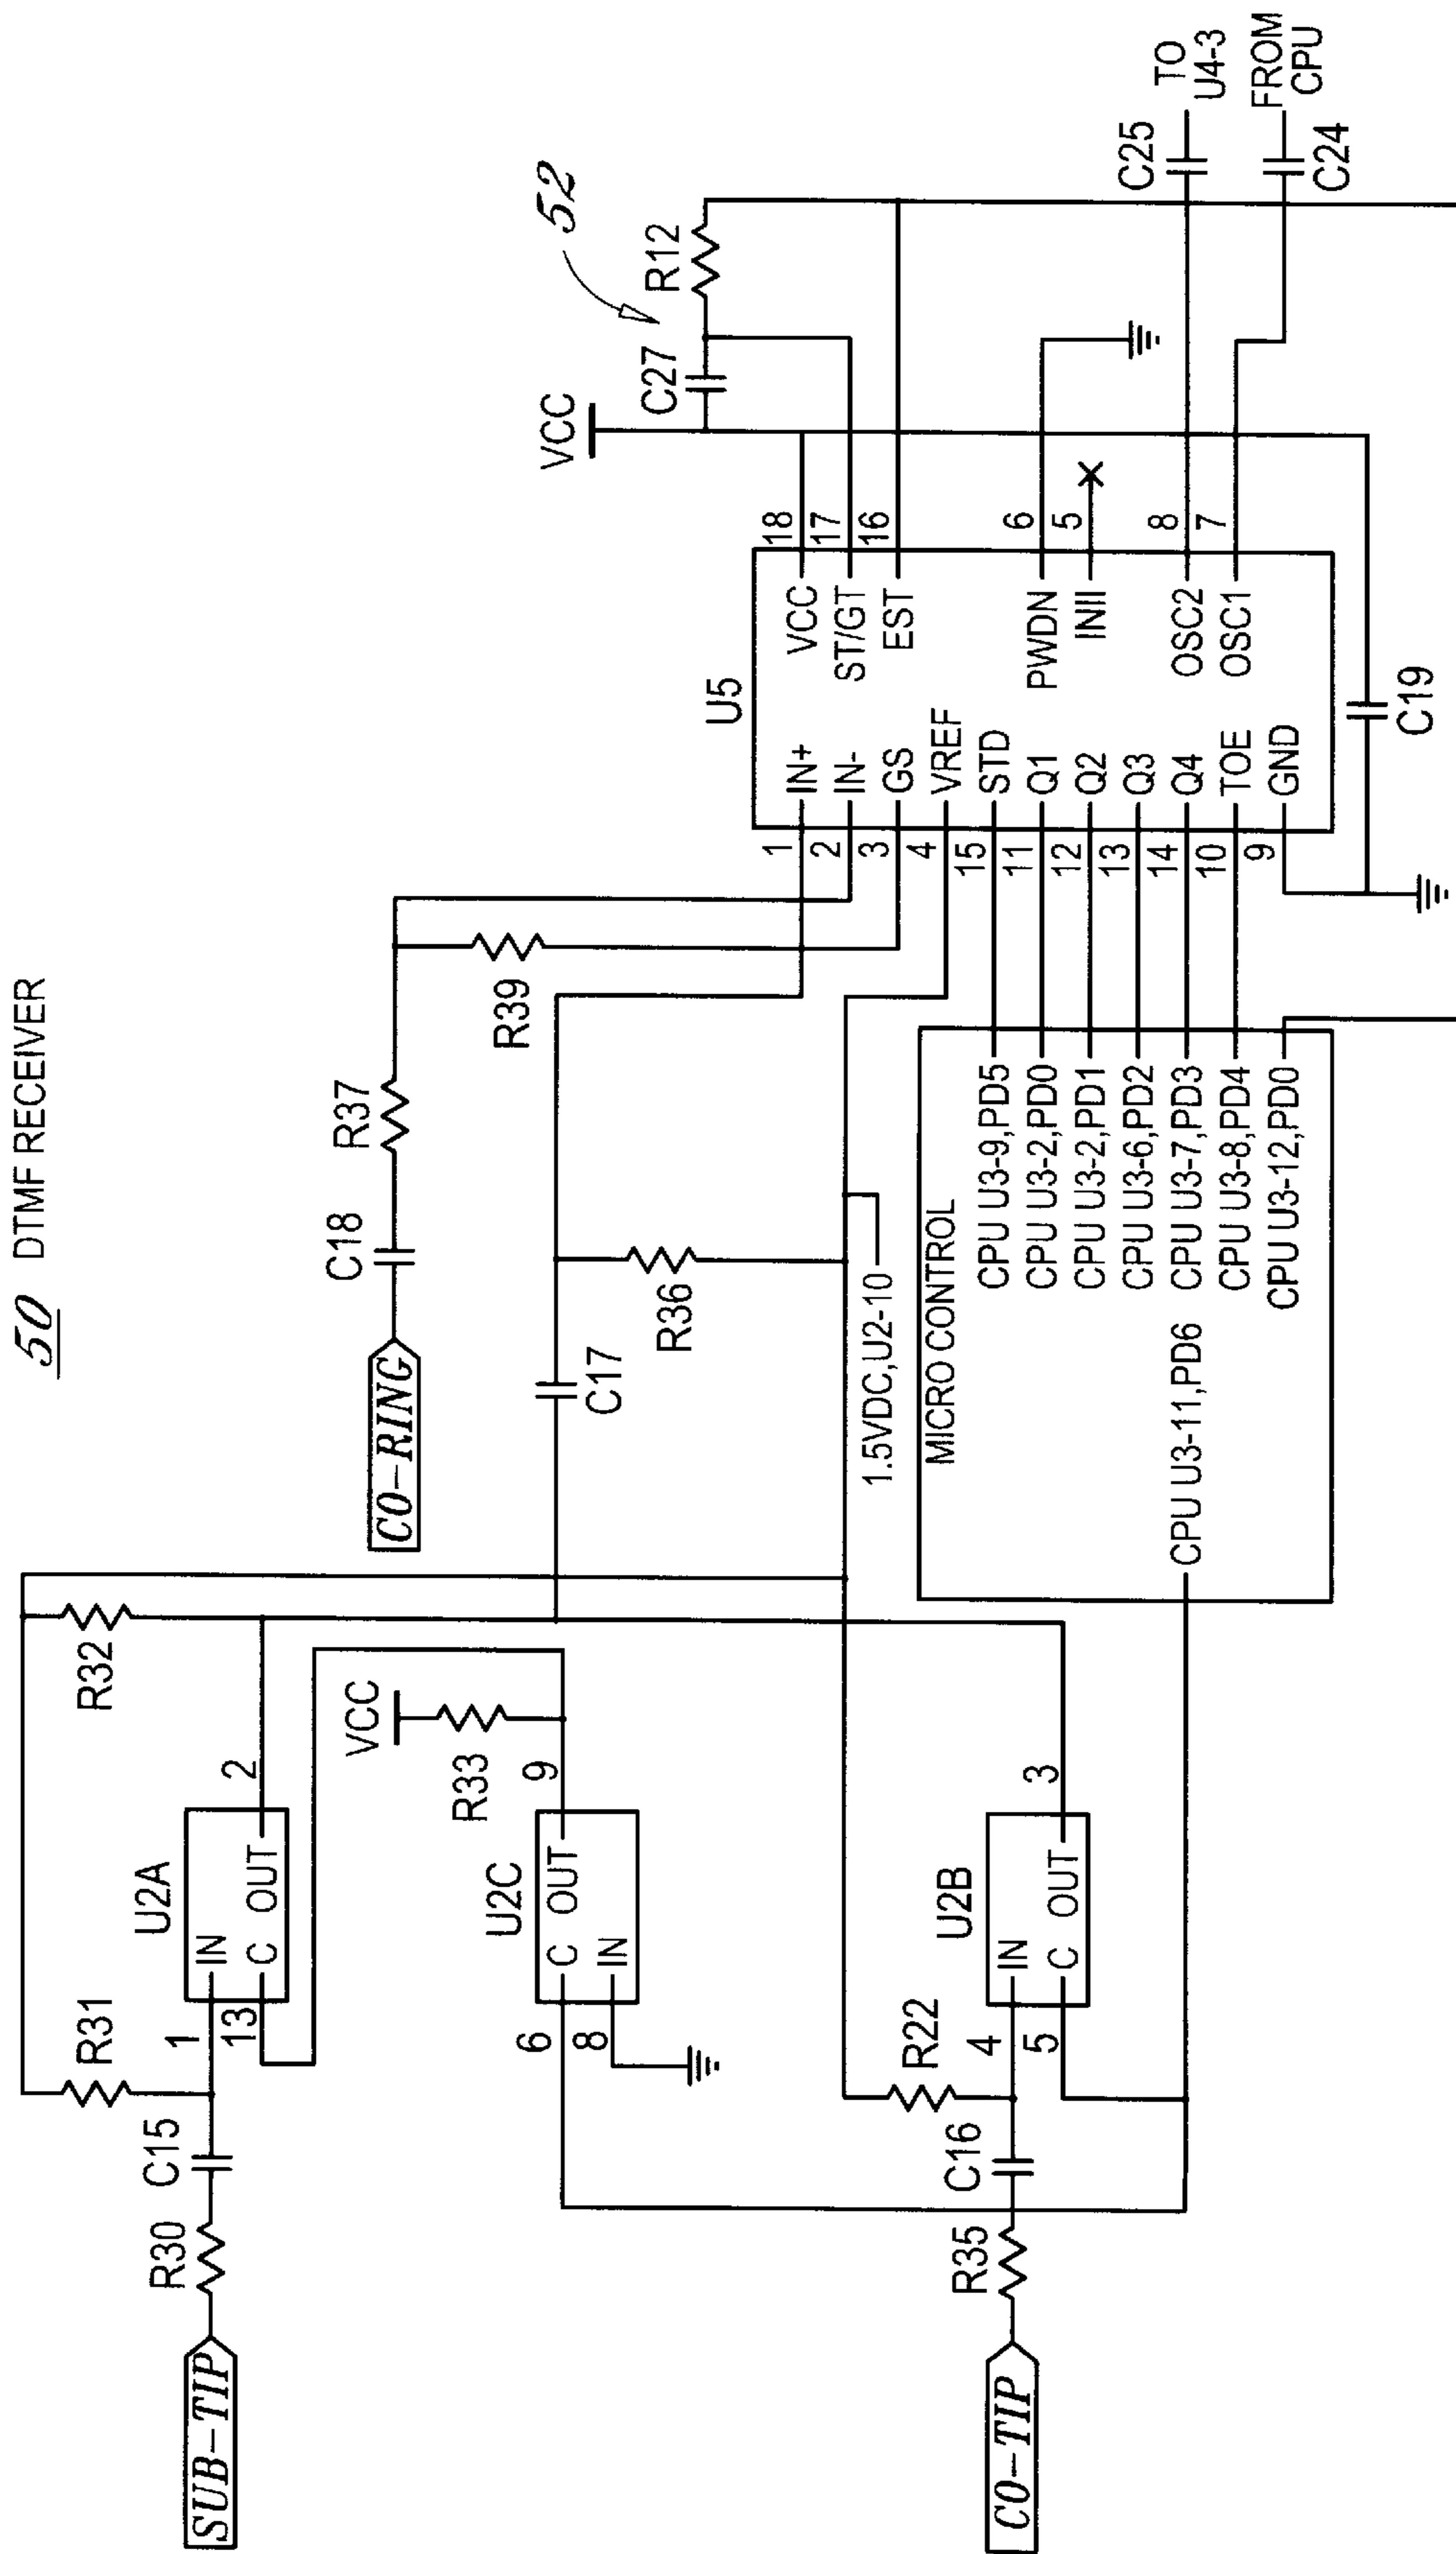 50 DTMF RECEIVER
SUB-TIP
R30
C15
R31
1
13
U2A
IN
C OUT
2
R32
VCC
R33
U2C
C OUT
IN
6
8
9
CO-TIP
R35
C16
R22
4
5
U2B
IN
C OUT
3
CO-RING
C18
R37
R39
C17
R36
1.5VDC,U2-10
MICRO CONTROL
CPU U3-11,PD6
CPU U3-9,PD5
CPU U3-2,PD0
CPU U3-2,PD1
CPU U3-6,PD2
CPU U3-7,PD3
CPU U3-8,PD4
CPU U3-12,PD0
U5
1 IN+
2 IN-
3 GS
4 VREF
15 STD
11 Q1
12 Q2
13 Q3
14 Q4
10 TOE
9 GND
VCC 18
ST/GT 17
EST 16
PWDN 6
INII 5
OSC2 8
OSC1 7
C19
VCC
C27
R12
52
C25
TO
U4-3
FROM
CPU
C24